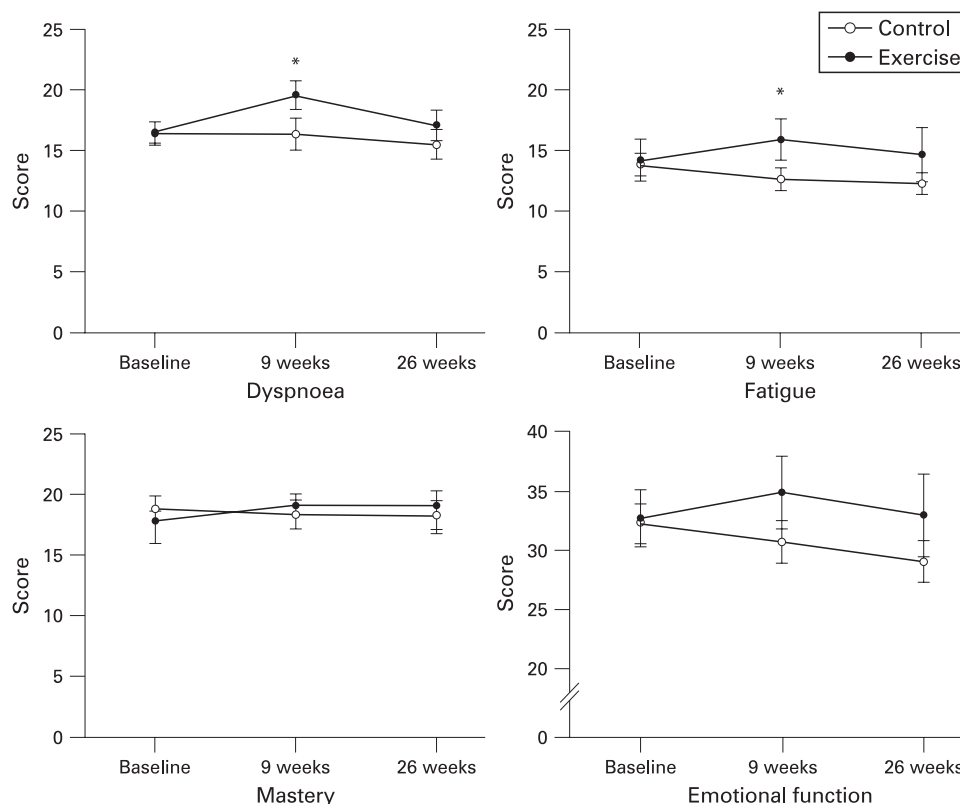 Control
Exercise
25
20
15
10
5
0
Score
*
Baseline
9 weeks
26 weeks
Dyspnoea
25
20
15
10
5
0
Score
*
Baseline
9 weeks
26 weeks
Fatigue
25
20
15
10
5
0
Score
Baseline
9 weeks
26 weeks
Mastery
40
35
30
25
20
0
Score
Baseline
9 weeks
26 weeks
Emotional function